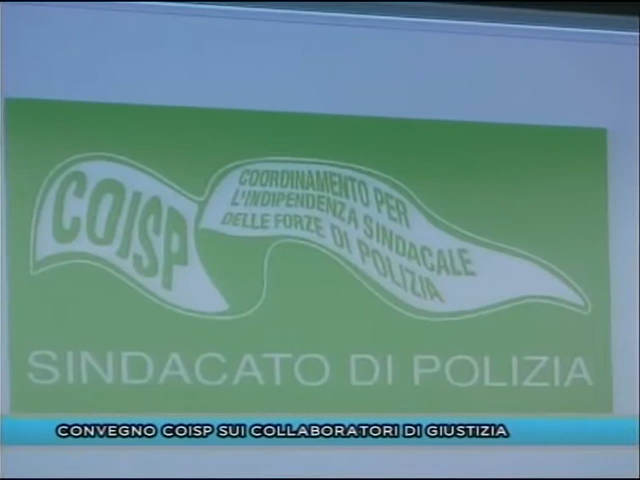 COISP
COORDINAMENTO PER
L'INDIPENDENZA SINDACALE
DELLE FORZE DI POLIZIA
SINDACATO DI POLIZIA
CONVEGNO COISP SUI COLLABORATORI DI GIUSTIZIA